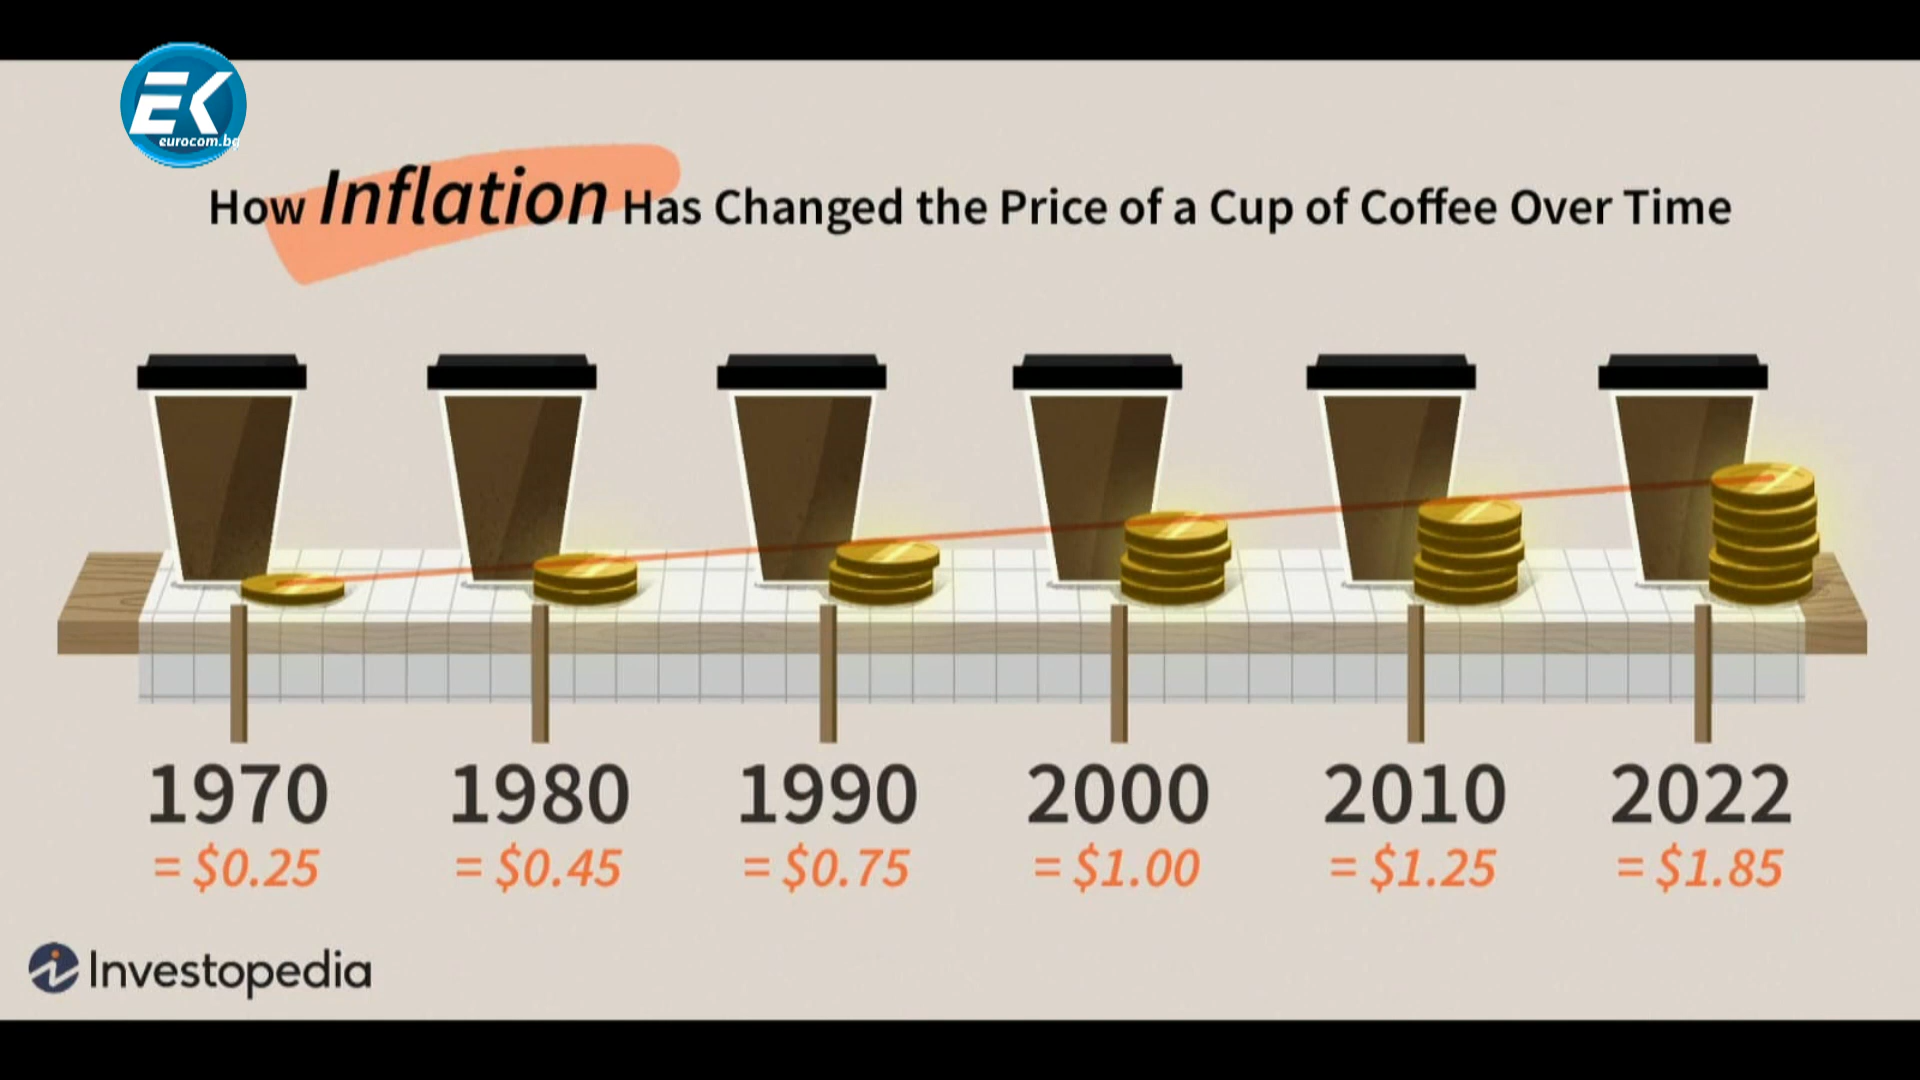 EK
eurocom.bg
How Inflation Has Changed the Price of a Cup of Coffee Over Time
1970 1980 1990 2000 2010 2022
= $0.25 = $0.45 = $0.75 = $1.00 = $1.25 = $1.85
Investopedia